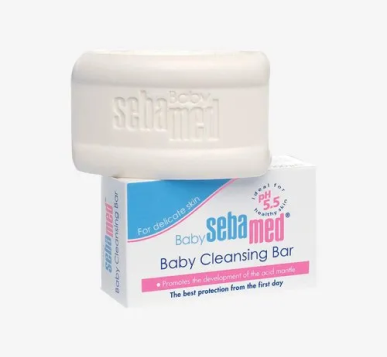 Baby
sebamed
For delicate skin
ideal for
pH
5.5
healthy skin
Baby sebamed®
Baby Cleansing Bar
Promotes the development of the acid mantle
The best protection from the first day
Baby
sebamed
Baby Cleansing Bar